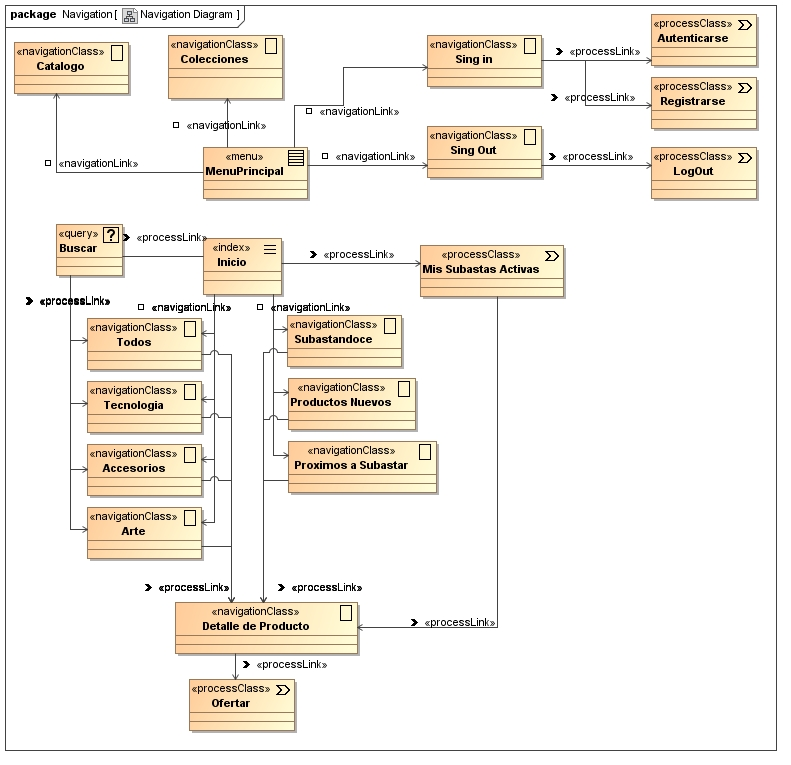 package Navigation [ Navigation Diagram ]
«navigationClass»
Catalogo
«navigationClass»
Colecciones
«navigationClass»
Sing in
«processLink»
«processClass»
Autenticarse
«processLink»
«processClass»
Registrarse
«navigationLink»
«navigationLink»
«navigationLink»
«menu»
MenuPrincipal
«navigationLink»
«navigationClass»
Sing Out
«processLink»
«processClass»
LogOut
«query»
Buscar
?
«processLink»
«index»
Inicio
«processLink»
«processClass»
Mis Subastas Activas
«processLink»
«navigationLink»
«navigationLink»
«navigationClass»
Todos
«navigationClass»
Subastandoce
«navigationClass»
Tecnologia
«navigationClass»
Productos Nuevos
«navigationClass»
Accesorios
«navigationClass»
Proximos a Subastar
«navigationClass»
Arte
«processLink»
«processLink»
«navigationClass»
Detalle de Producto
«processLink»
«processLink»
«processClass»
Ofertar